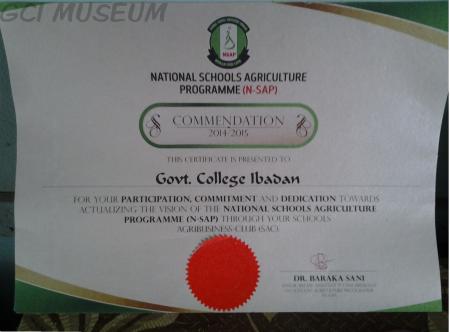 GCI MUSEUM
NSAP
NATIONAL SCHOOLS AGRICULTURE
PROGRAMME (N-SAP)
COMMENDATION
2014-2015
THIS CERTIFICATE IS PRESENTED TO
Govt. College Ibadan
FOR YOUR PARTICIPATION, COMMITMENT AND DEDICATION TOWARDS
ACTUALIZING THE VISION OF THE NATIONAL SCHOOLS AGRICULTURE
PROGRAMME (N-SAP) THROUGH YOUR SCHOOLS
AGRIBUSINESS-CLUB (SAC)
DR. BARAKA SANI